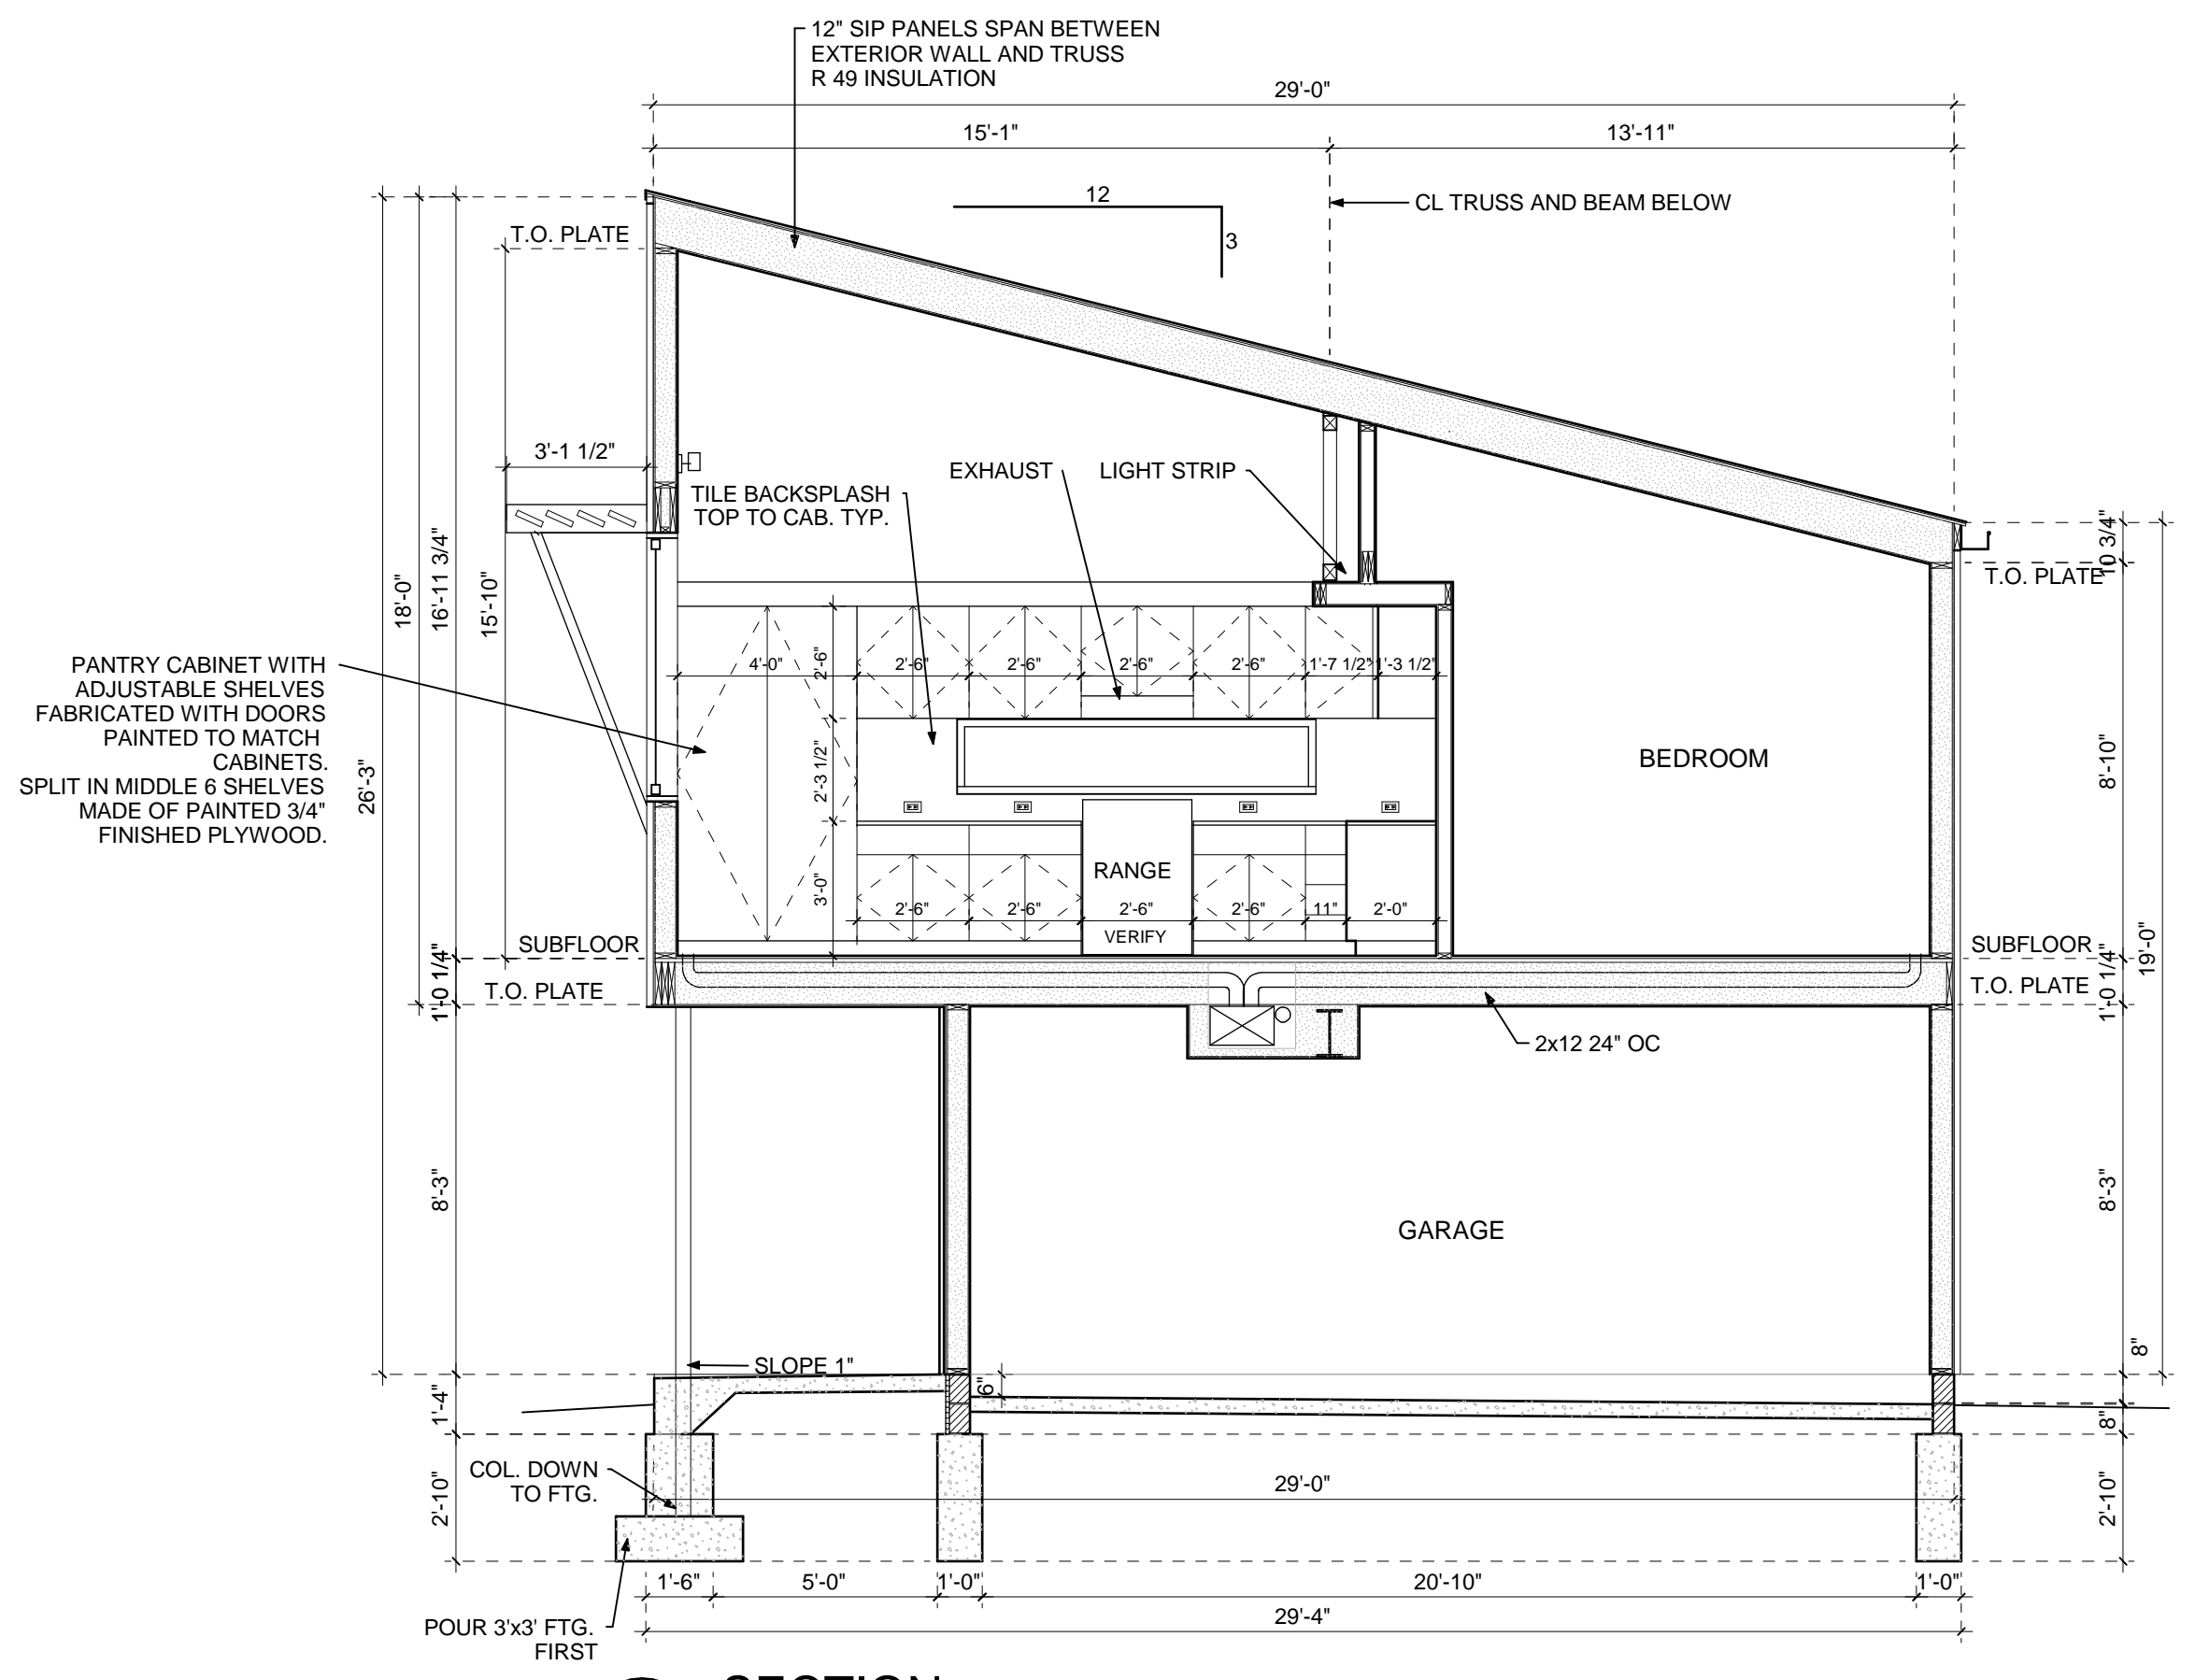 12" SIP PANELS SPAN BETWEEN
EXTERIOR WALL AND TRUSS
R 49 INSULATION
29'-0"
15'-1"
13'-11"
12
3
CL TRUSS AND BEAM BELOW
T.O. PLATE
3'-1 1/2"
EXHAUST
LIGHT STRIP
TILE BACKSPLASH
TOP TO CAB. TYP.
10 3/4"
T.O. PLATE
18'-0"
16'-11 3/4"
15'-10"
26'-3"
PANTRY CABINET WITH
ADJUSTABLE SHELVES
FABRICATED WITH DOORS
PAINTED TO MATCH
CABINETS.
SPLIT IN MIDDLE 6 SHELVES
MADE OF PAINTED 3/4"
FINISHED PLYWOOD.
4'-0"
2'-6"
2'-6"
2'-6"
2'-6"
2'-6"
1'-7 1/2"
1'-3 1/2"
2'-3 1/2"
BEDROOM
8'-10"
RANGE
3'-0"
2'-6"
2'-6"
2'-6"
2'-6"
11"
2'-0"
VERIFY
SUBFLOOR
1'-0 1/4"
T.O. PLATE
SUBFLOOR
1'-0 1/4"
T.O. PLATE
19'-0"
2x12 24" OC
8'-3"
GARAGE
8'-3"
SLOPE 1"
6"
8"
1'-4"
8"
COL. DOWN
TO FTG.
29'-0"
2'-10"
2'-10"
1'-6"
5'-0"
1'-0"
20'-10"
1'-0"
29'-4"
POUR 3'x3' FTG.
FIRST
SECTION